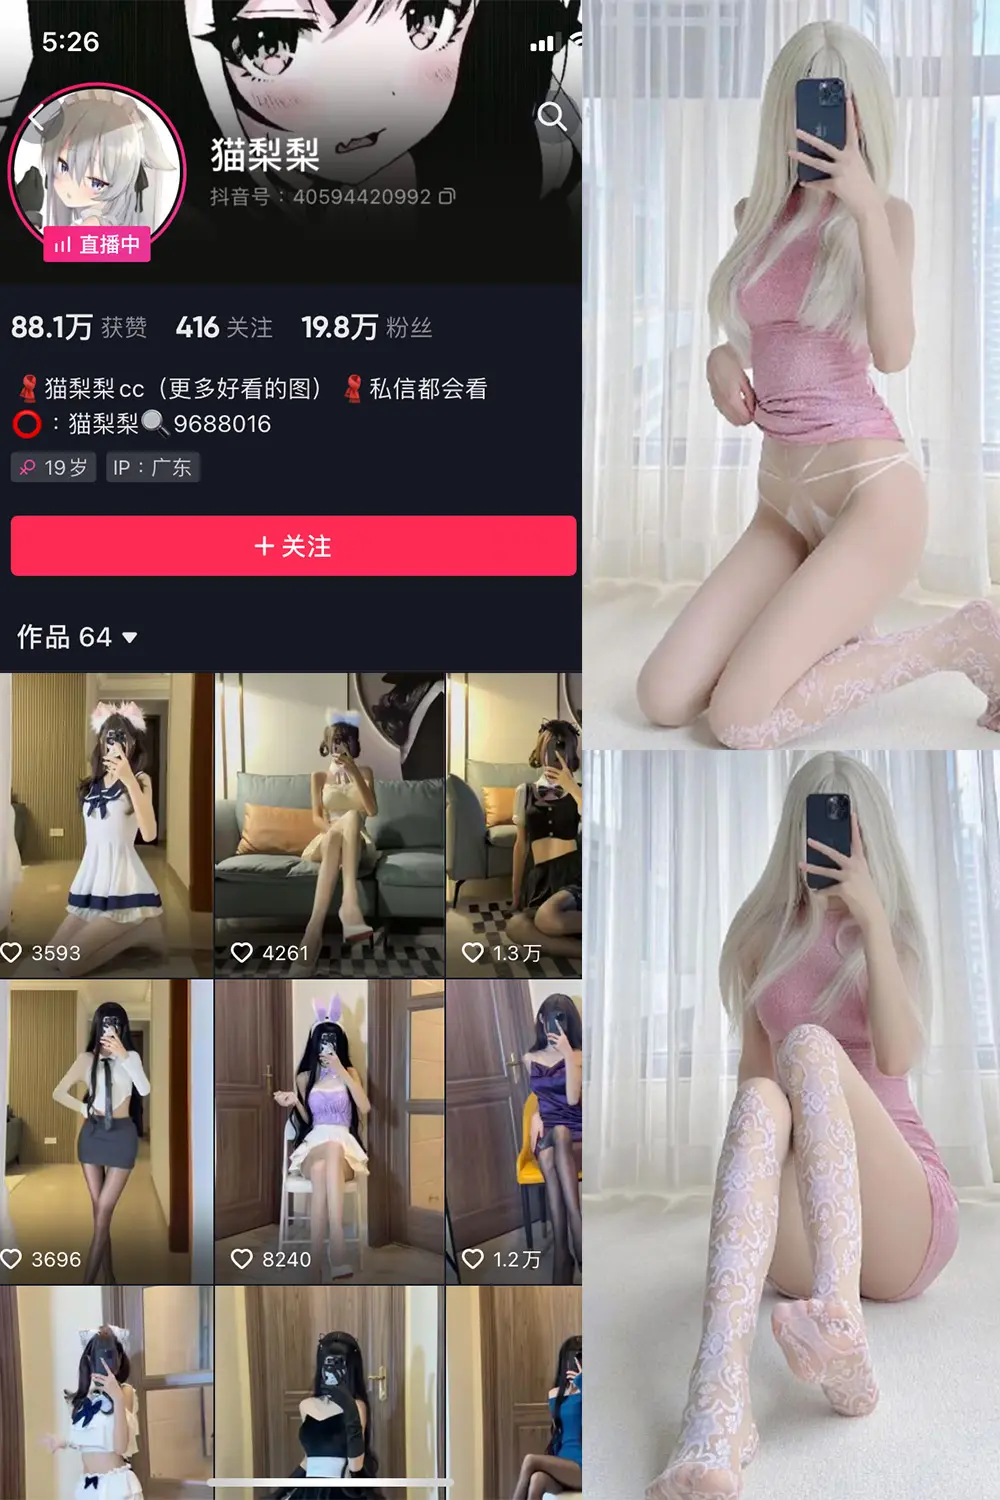 5:26
猫梨梨
抖音号：40594420992
直播中
88.1万 获赞 416 关注 19.8万 粉丝
猫梨梨cc（更多好看的图） 私信都会看
⭕：猫梨梨🔍9688016
19岁 IP：广东
+ 关注
作品 64
3593 4261 1.3万
3696 8240 1.2万